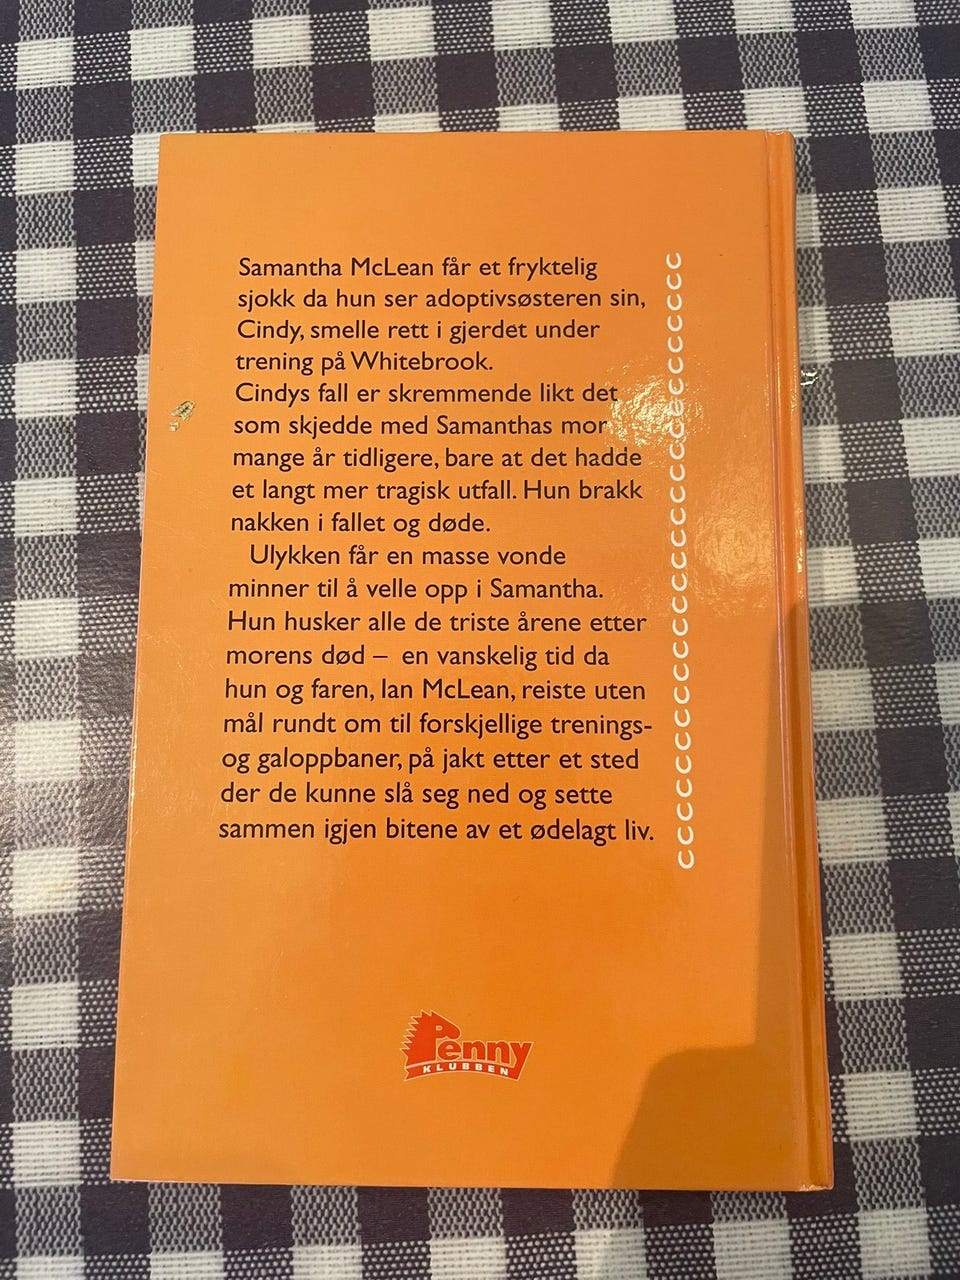 Samantha McLean får et fryktelig
sjokk da hun ser adoptivsøsteren sin,
Cindy, smelle rett i gjerdet under
trening på Whitebrook.
Cindys fall er skremmende likt det
som skjedde med Samanthas mor
mange år tidligere, bare at det hadde
et langt mer tragisk utfall. Hun brakk
nakken i fallet og døde.
Ulykken får en masse vonde
minner til å velle opp i Samantha.
Hun husker alle de triste årene etter
morens død – en vanskelig tid da
hun og faren, Ian McLean, reiste uten
mål rundt om til forskjellige trenings-
og galoppbaner, på jakt etter et sted
der de kunne slå seg ned og sette
sammen igjen bitene av et ødelagt liv.
Penny
KLUBBEN